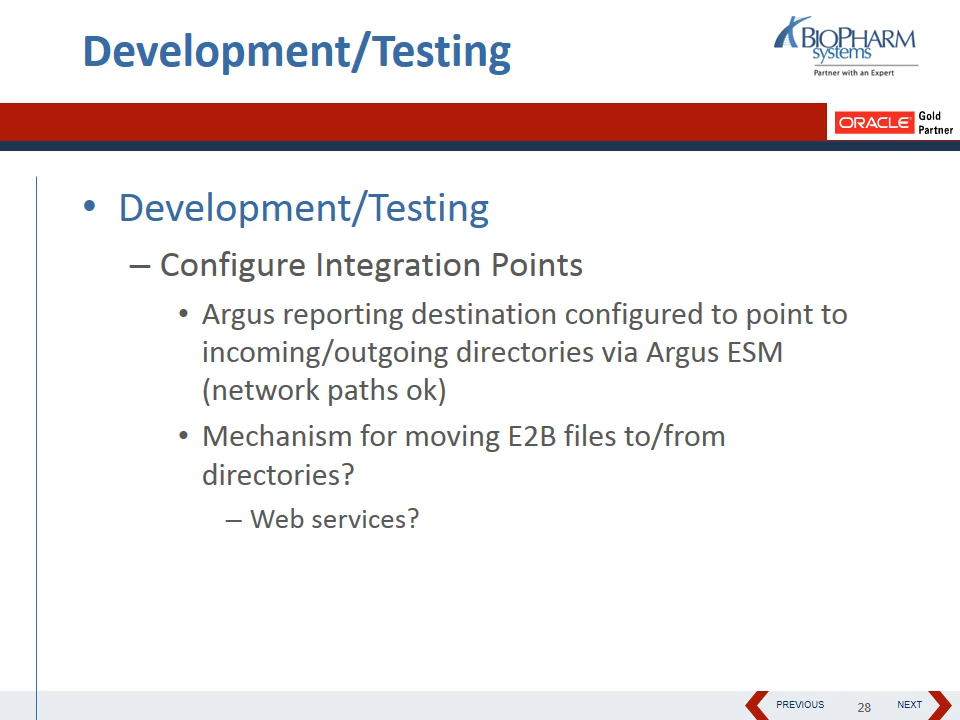 Development/Testing
BIOPHARM
systems
Partner with an Expert
ORACLE
Gold
Partner
• Development/Testing
– Configure Integration Points
• Argus reporting destination configured to point to
incoming/outgoing directories via Argus ESM
(network paths ok)
• Mechanism for moving E2B files to/from
directories?
– Web services?
PREVIOUS
28
NEXT